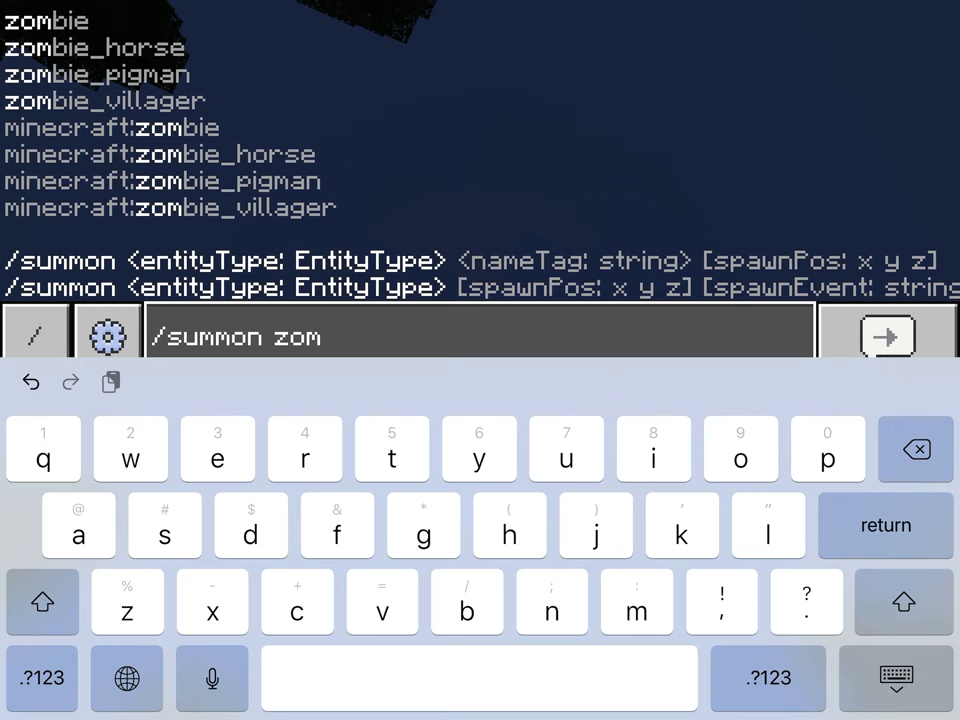 zombie
zombie_horse
zombie_pigman
zombie_villager
minecraft:zombie
minecraft:zombie_horse
minecraft:zombie_pigman
minecraft:zombie_villager
/summon <entityType: EntityType> <nameTag: string> [spawnPos: x y z]
/summon <entityType: EntityType> [spawnPos: x y z] [spawnEvent: string
/ /summon zom
1 2 3 4 5 6 7 8 9 0
q w e r t y u i o p
@ # $ & * ( ) ' "
a s d f g h j k l return
% - + = / ; : ! ?
z x c v b n m , .
.?123 .?123